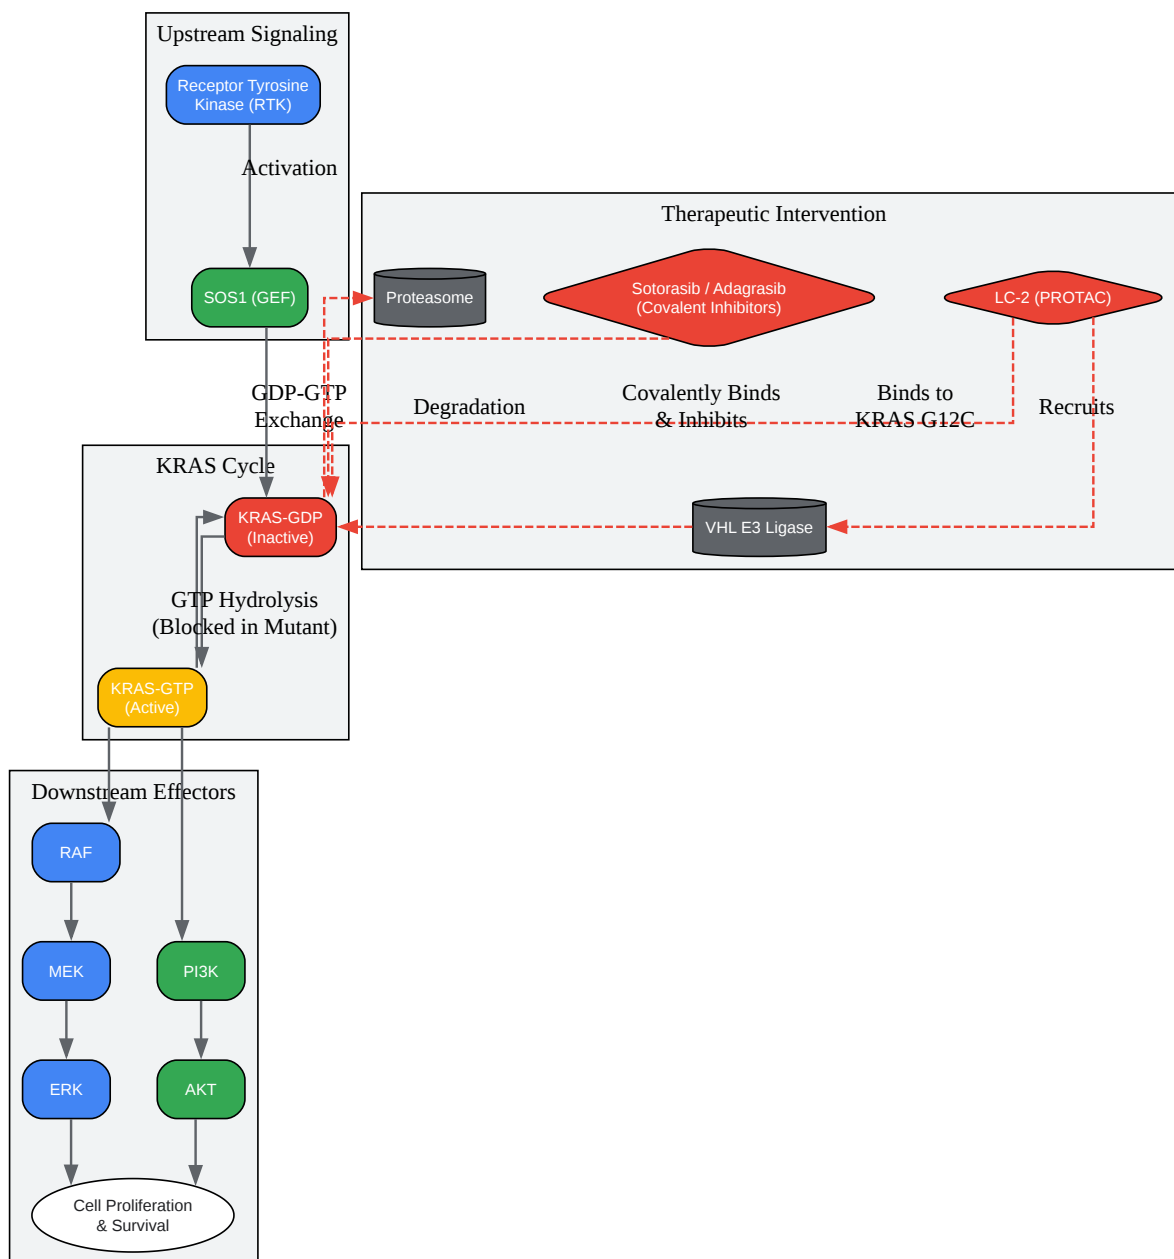 Upstream Signaling
Receptor Tyrosine
Kinase (RTK)
Activation
SOS1 (GEF)
Therapeutic Intervention
Proteasome
Sotorasib / Adagrasib
(Covalent Inhibitors)
LC-2 (PROTAC)
GDP-GTP
Exchange
Degradation
Covalently Binds
& Inhibits
Binds to
KRAS G12C
Recruits
KRAS Cycle
KRAS-GDP
(Inactive)
VHL E3 Ligase
GTP Hydrolysis
(Blocked in Mutant)
KRAS-GTP
(Active)
Downstream Effectors
RAF
MEK
PI3K
ERK
AKT
Cell Proliferation
& Survival